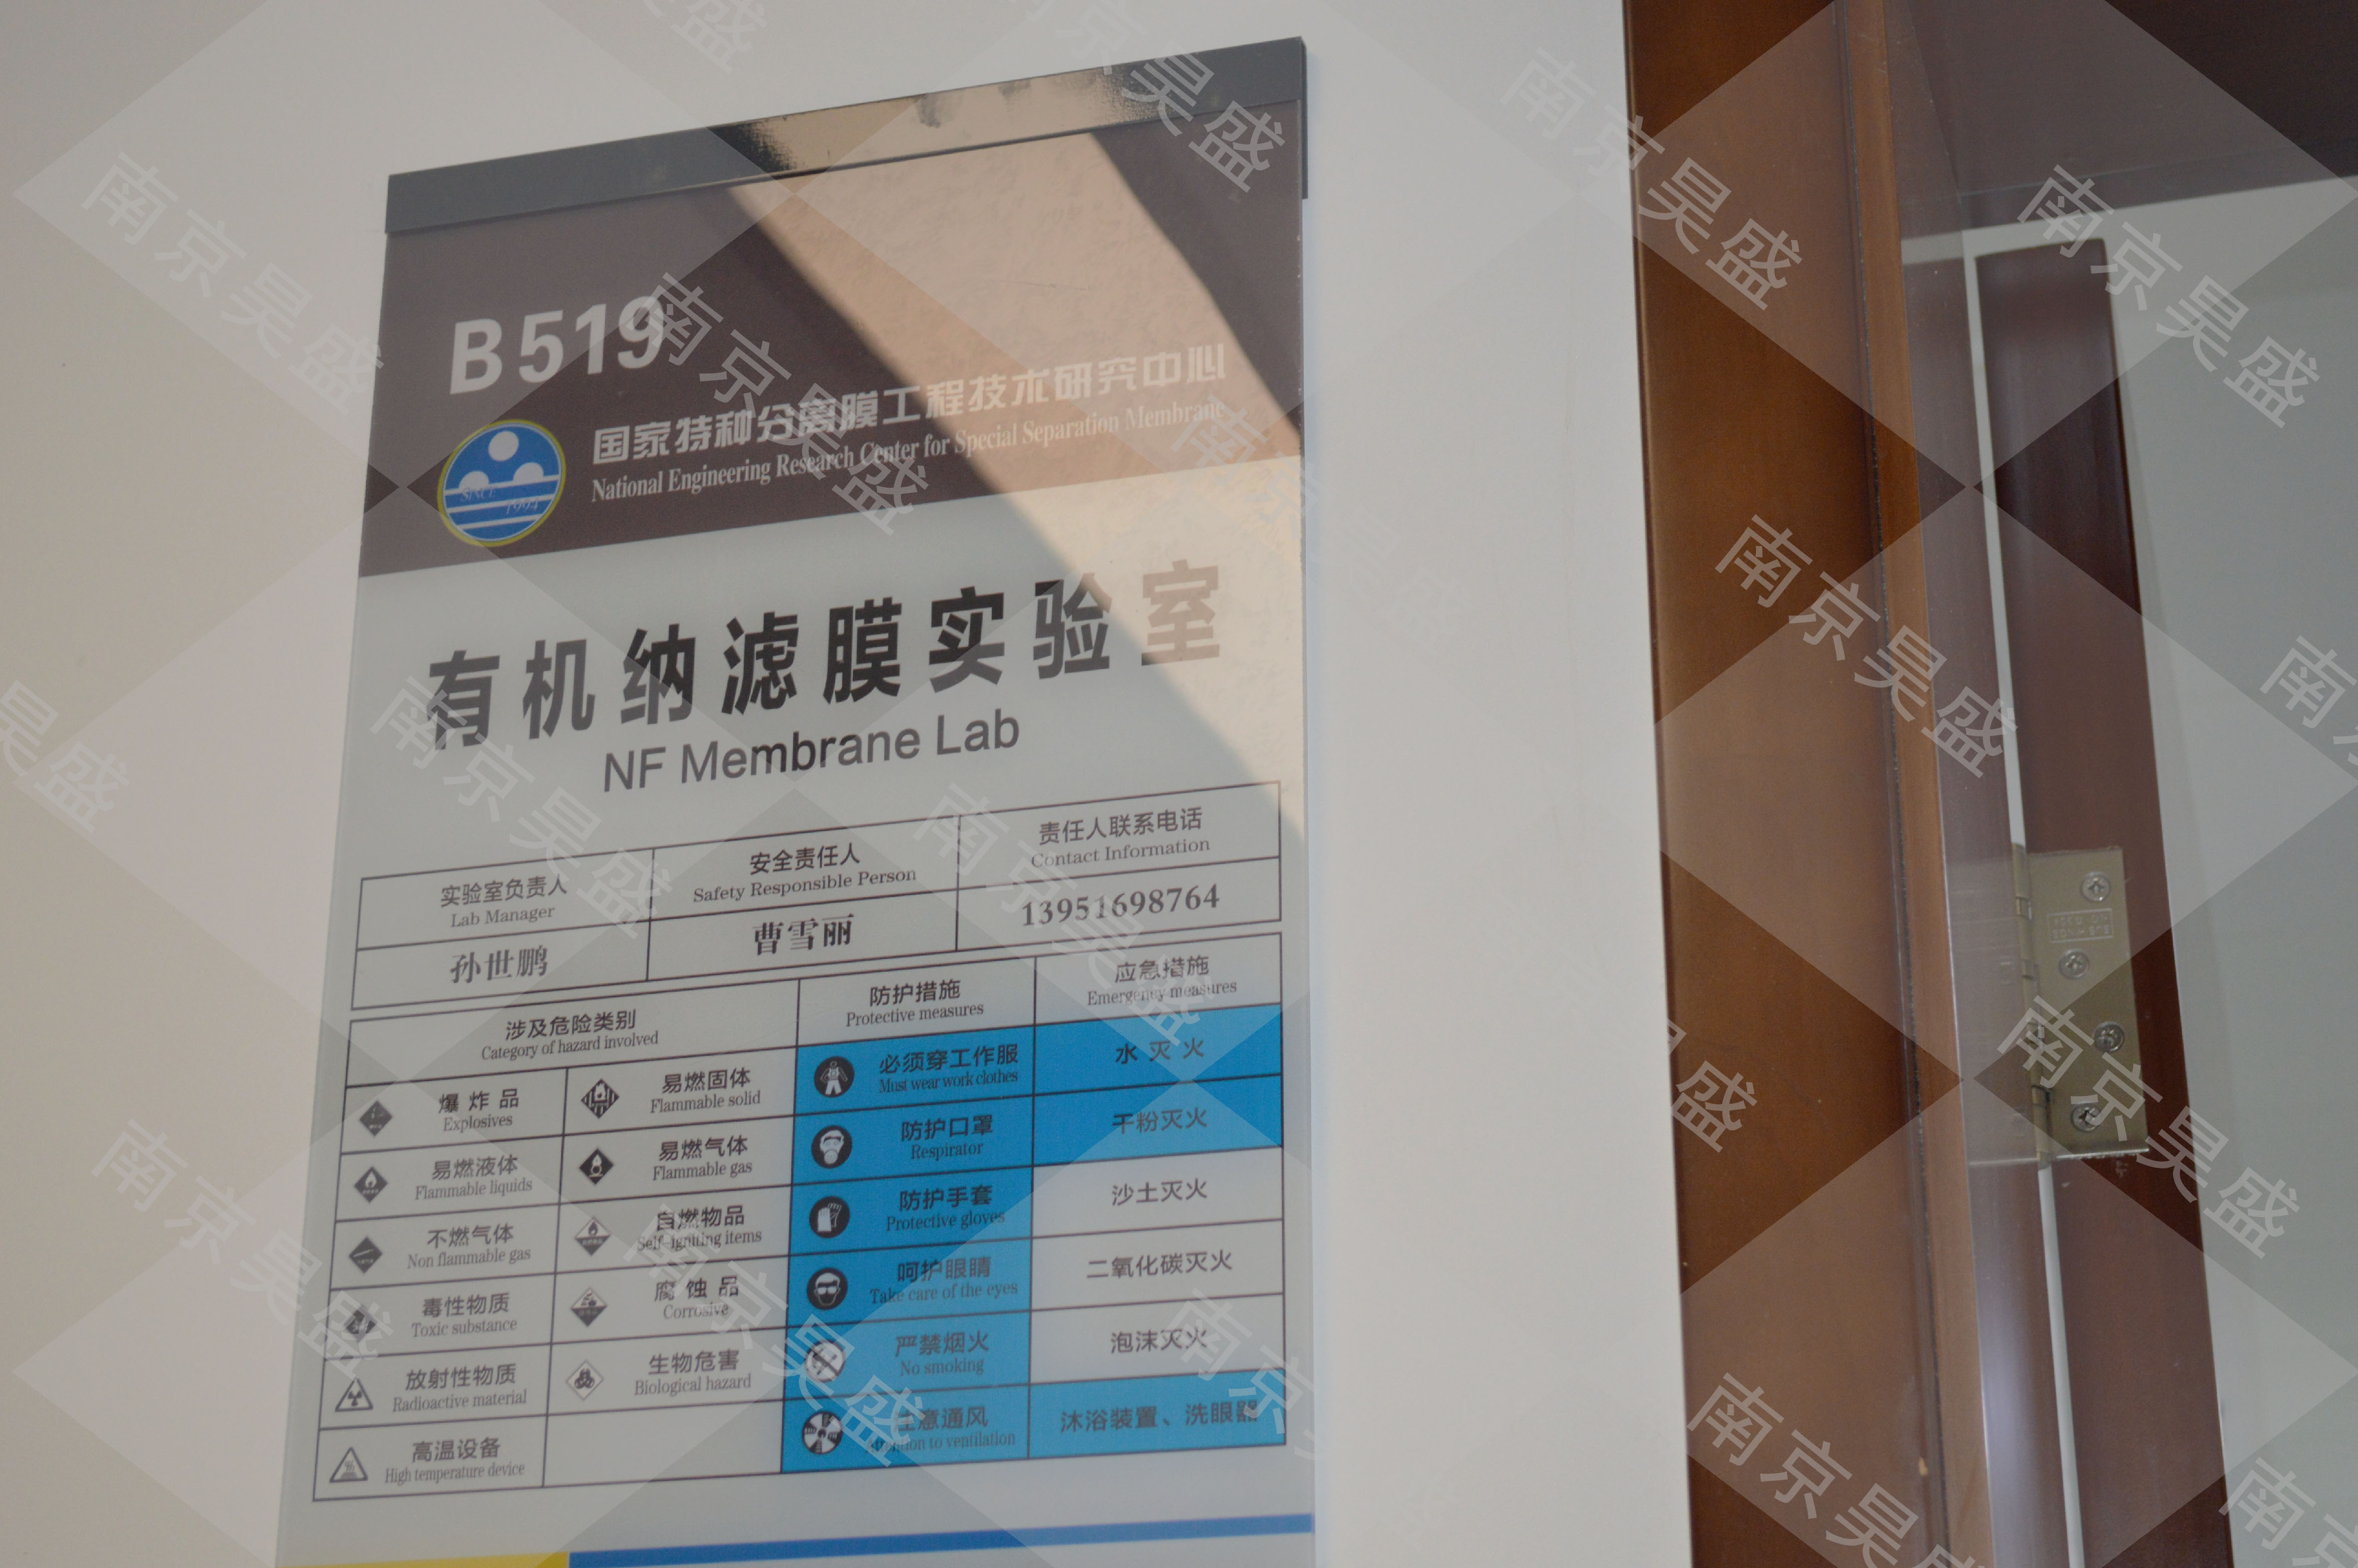 B519
国家特种分离膜工程技术研究中心
National Engineering Research Center for Special Separation Membrane
SINCE
1994
有机纳滤膜实验室
NF Membrane Lab
实验室负责人 安全责任人 责任人联系电话
Lab Manager Safety Responsible Person Contact Information
孙世鹏 曹雪丽 13951698764
涉及危险类别 防护措施 应急措施
Category of hazard involved Protective measures Emergency measures
爆炸品 易燃固体 必须穿工作服 水灭火
Explosives Flammable solid Must wear work clothes
易燃液体 易燃气体 防护口罩 干粉灭火
Flammable liquids Flammable gas Respirator
不燃气体 自燃物品 防护手套 沙土灭火
Non flammable gas Self-igniting items Protective gloves
毒性物质 腐蚀品 呵护眼睛 二氧化碳灭火
Toxic substance Corrosive Take care of the eyes
放射性物质 生物危害 严禁烟火 泡沫灭火
Radioactive material Biological hazard No smoking
高温设备 注意通风 沐浴装置、洗眼器
High temperature device Attention to ventilation
南京昊盛